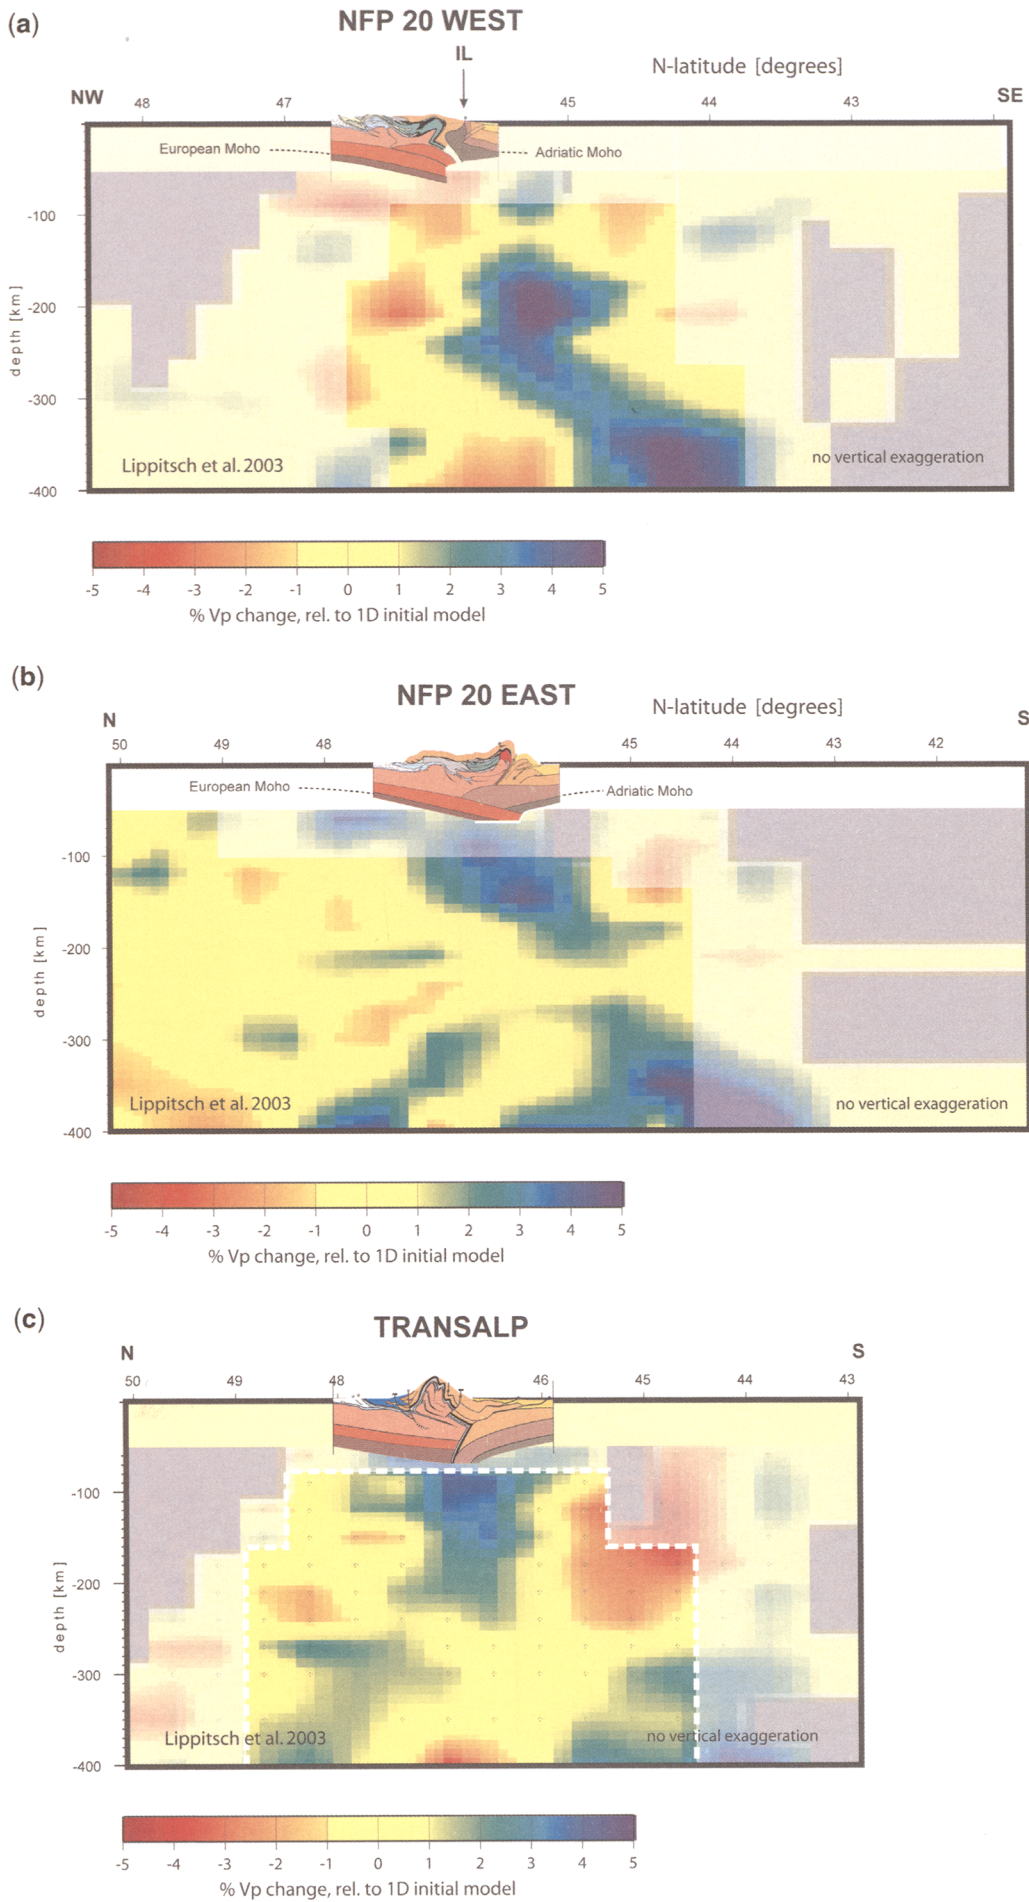 (a)
NFP 20 WEST
IL
N-latitude [degrees]
NW 48 47 45 44 43 SE
European Moho
Adriatic Moho
-100
-200
-300
-400
depth [km]
Lippitsch et al. 2003
no vertical exaggeration
-5 -4 -3 -2 -1 0 1 2 3 4 5
% Vp change, rel. to 1D initial model
(b)
NFP 20 EAST
N-latitude [degrees]
N S
50 49 48 45 44 43 42
European Moho
Adriatic Moho
-100
-200
-300
-400
depth [km]
Lippitsch et al. 2003
no vertical exaggeration
-5 -4 -3 -2 -1 0 1 2 3 4 5
% Vp change, rel. to 1D initial model
(c)
TRANSALP
N S
50 49 48 46 45 44 43
-100
-200
-300
-400
depth [km]
Lippitsch et al. 2003
no vertical exaggeration
-5 -4 -3 -2 -1 0 1 2 3 4 5
% Vp change, rel. to 1D initial model